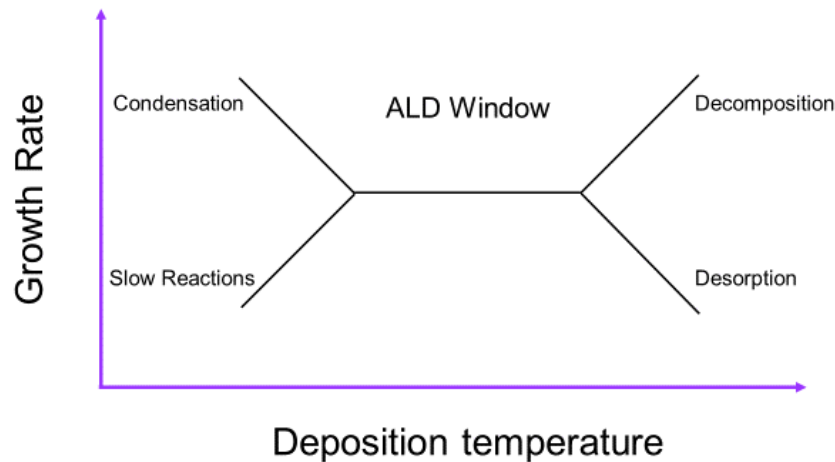 Condensation
ALD Window
Decomposition
Growth Rate
Slow Reactions
Desorption
Deposition temperature